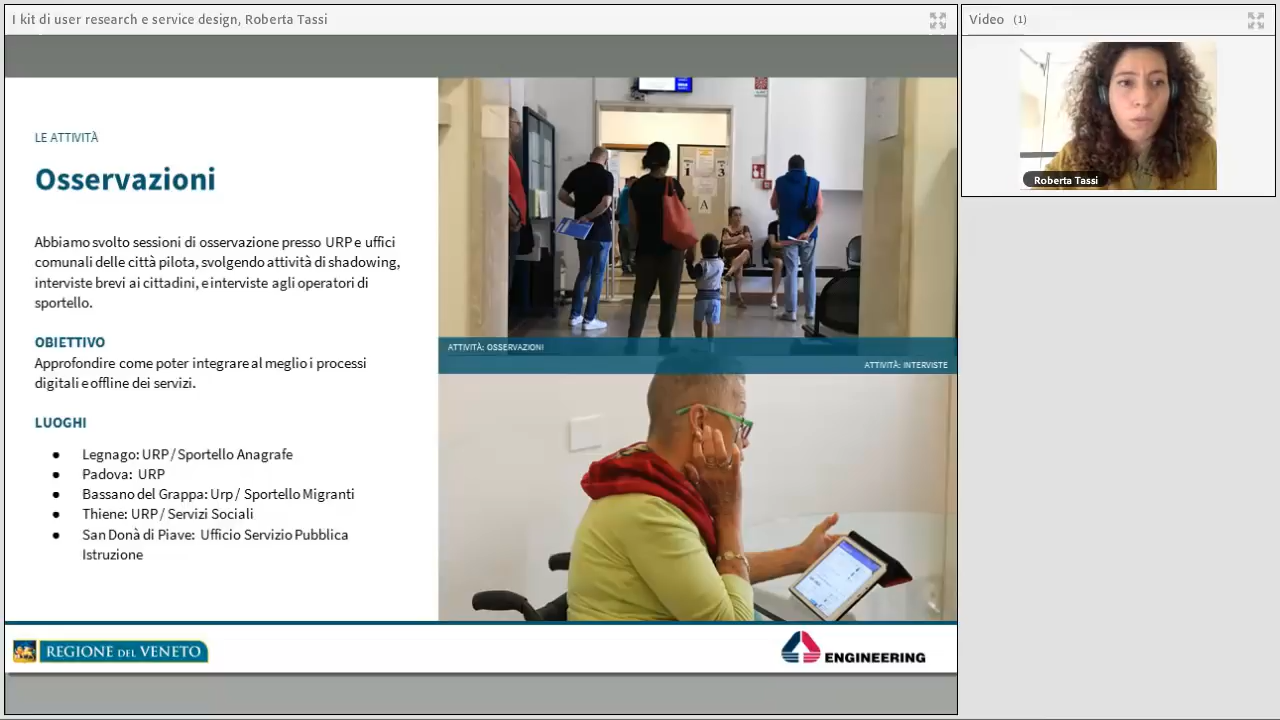 I kit di user research e service design, Roberta Tassi
Video (1)
Roberta Tassi
LE ATTIVITÀ
Osservazioni
Abbiamo svolto sessioni di osservazione presso URP e uffici
comunali delle città pilota, svolgendo attività di shadowing,
interviste brevi ai cittadini, e interviste agli operatori di
sportello.
OBIETTIVO
Approfondire come poter integrare al meglio i processi
digitali e offline dei servizi.
LUOGHI
● Legnago: URP / Sportello Anagrafe
● Padova: URP
● Bassano del Grappa: Urp / Sportello Migranti
● Thiene: URP / Servizi Sociali
● San Donà di Piave: Ufficio Servizio Pubblica
Istruzione
1
3
A
ATTIVITÀ: OSSERVAZIONI
ATTIVITÀ: INTERVISTE
REGIONE DEL VENETO
ENGINEERING